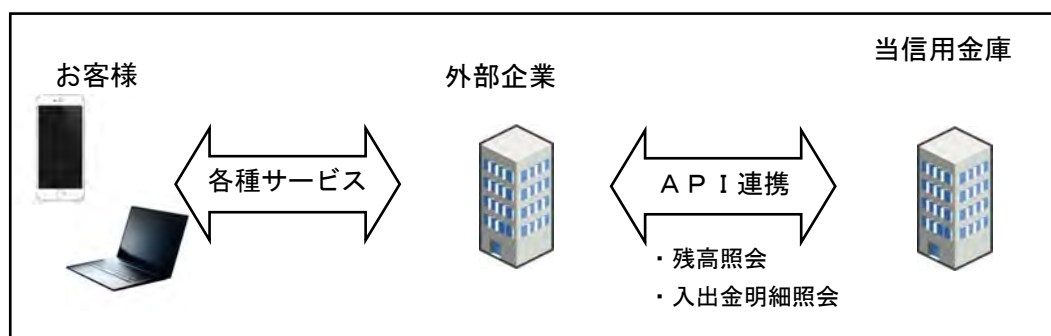 お客様
外部企業
当信用金庫
各種サービス
ＡＰＩ連携
・残高照会
・入出金明細照会